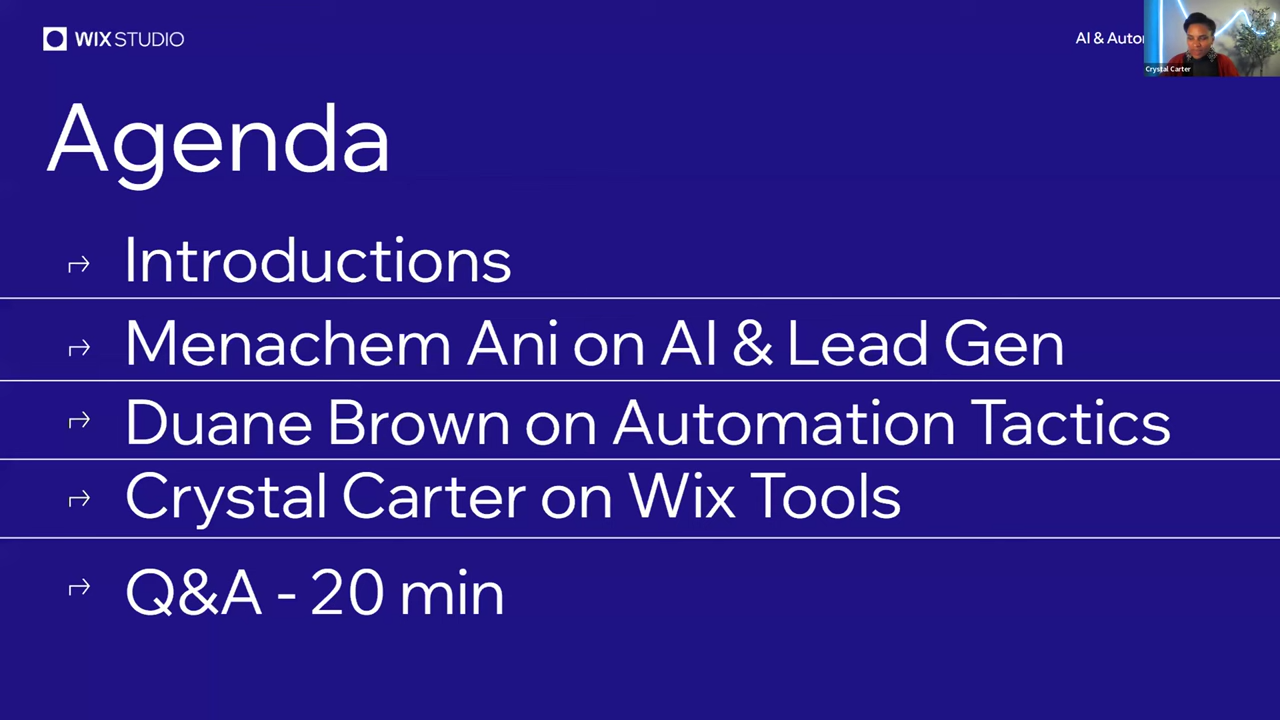 WIX STUDIO
AI & Autom
Crystal Carter
Agenda
Introductions
Menachem Ani on AI & Lead Gen
Duane Brown on Automation Tactics
Crystal Carter on Wix Tools
Q&A - 20 min